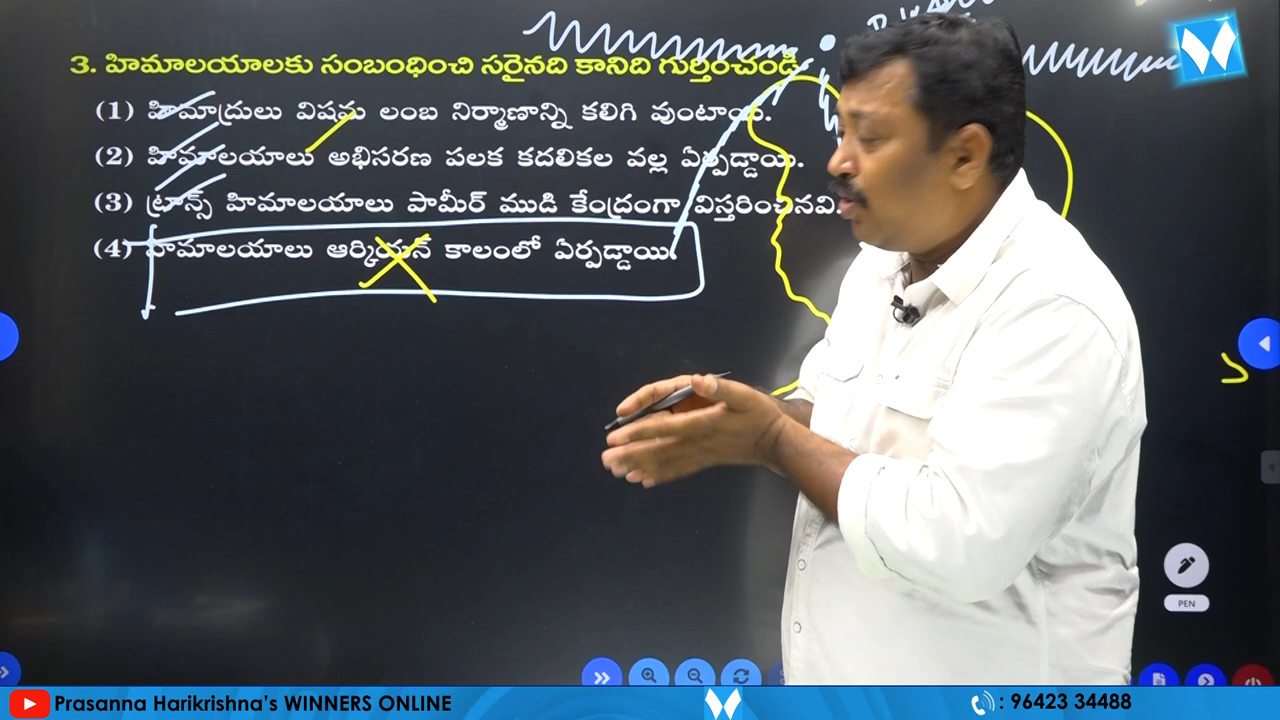 3. హిమాలయాలకు సంబంధించి సరైనది కానిది గుర్తించండి
(1) హిమాద్రులు విషమ లంబ నిర్మాణాన్ని కలిగి వుంటాయి.
(2) హిమాలయాలు అభిసరణ పలక కదలికల వల్ల ఏర్పడ్డాయి.
(3) ట్రాన్స్ హిమాలయాలు పామీర్ ముడి కేంద్రంగా విస్తరించినవి.
(4) హిమాలయాలు ఆర్కియన్ కాలంలో ఏర్పడ్డాయి
PEN
Prasanna Harikrishna's WINNERS ONLINE
: 96423 34488